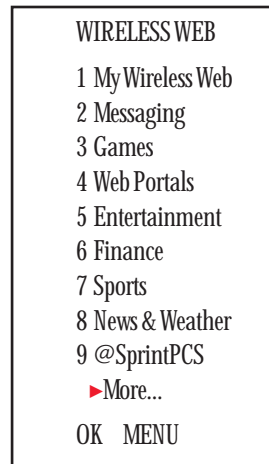 WIRELESS WEB
1 My Wireless Web
2 Messaging
3 Games
4 Web Portals
5 Entertainment
6 Finance
7 Sports
8 News & Weather
9 @SprintPCS
►More...
OK MENU